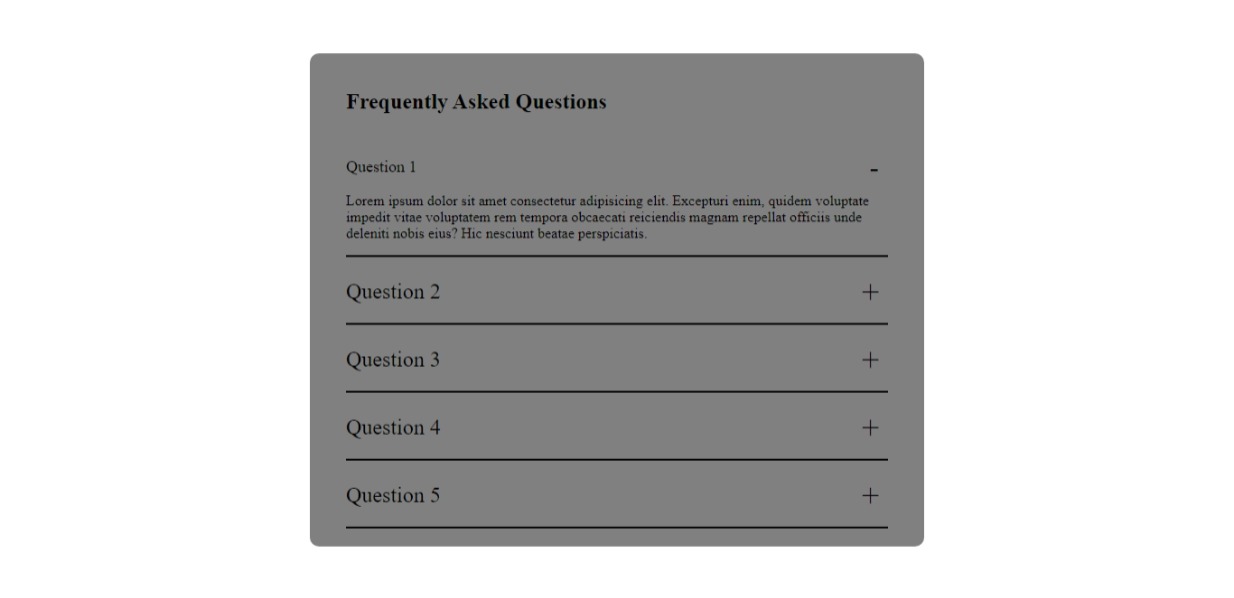 Frequently Asked Questions
Question 1 -
Lorem ipsum dolor sit amet consectetur adipisicing elit. Excepturi enim, quidem voluptate
impedit vitae voluptatem rem tempora obcaecati reiciendis magnam repellat officiis unde
deleniti nobis eius? Hic nesciunt beatae perspiciatis.
Question 2 +
Question 3 +
Question 4 +
Question 5 +